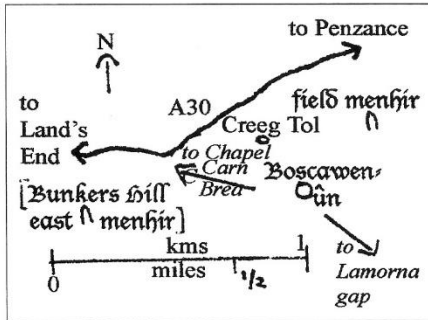 N
to Penzance
to
Land's
End
A30
field menhir
Creeg Tol
to Chapel
Carn
Brea
Boscawen-
ûn
[Bunkers Hill
east menhir]
kms
0
1
miles
1/2
to
Lamorna
gap